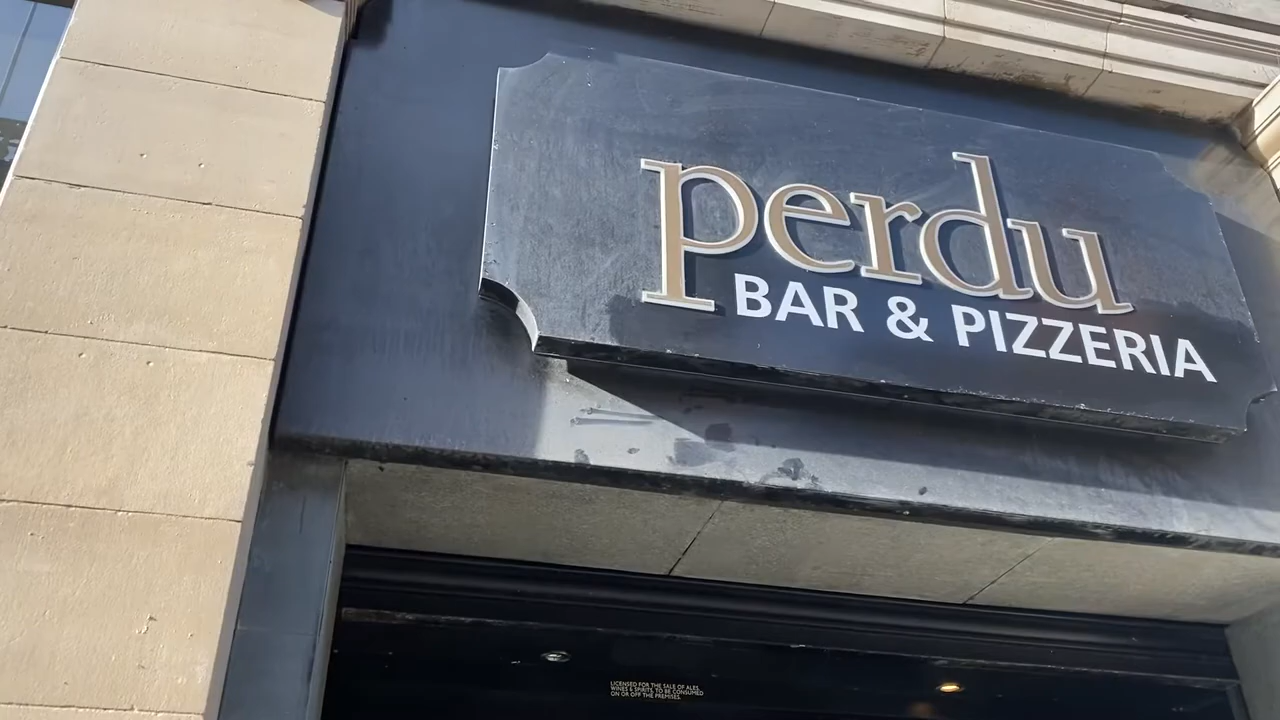 perdu
BAR & PIZZERIA
LICENSED FOR THE SALE OF ALES,
WINES & SPIRITS, TO BE CONSUMED
ON OR OFF THE PREMISES.